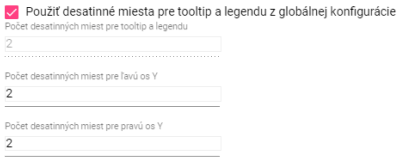 Použiť desatinné miesta pre tooltip a legendu z globálnej konfigurácie
Počet desatinných miest pre tooltip a legendu
2
Počet desatinných miest pre ľavú os Y
2
Počet desatinných miest pre pravú os Y
2